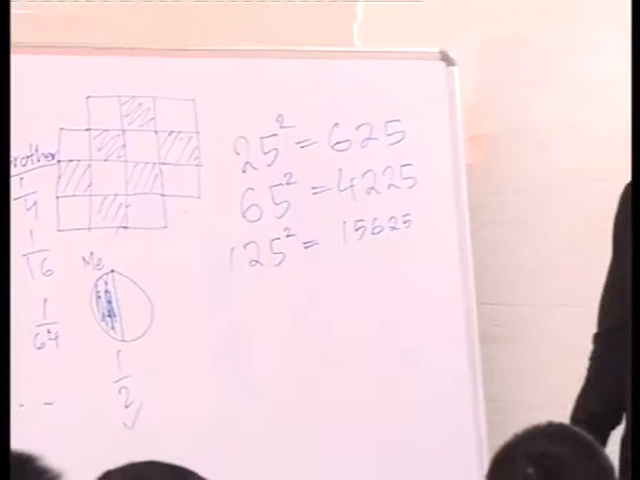 25² = 625
65² = 4225
125² = 15625
rother
1/4
1/16
1/64
Me
1/2